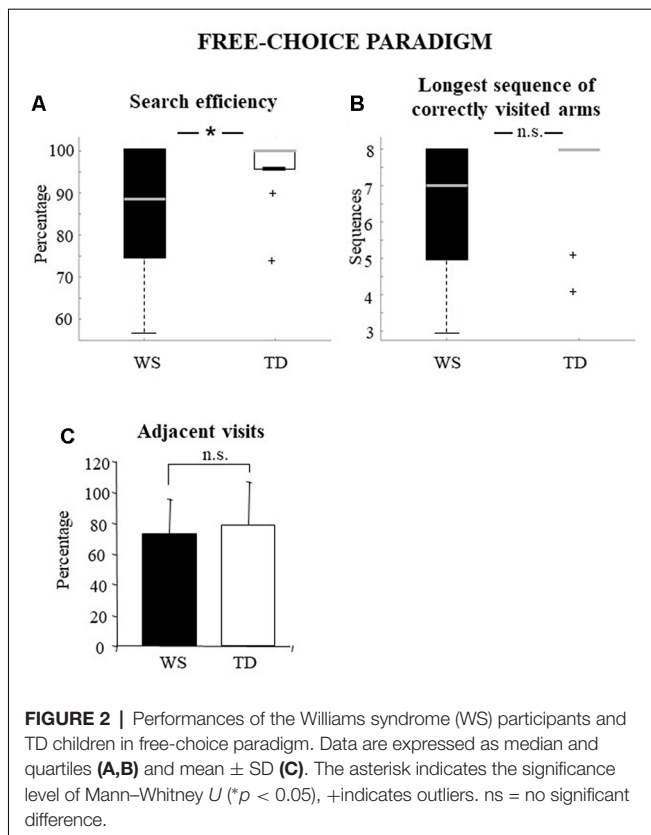 FREE-CHOICE PARADIGM
A
Search efficiency
*
Percentage
100
90
80
70
60
WS
TD
B
Longest sequence of
correctly visited arms
n.s.
Sequences
8
7
6
5
4
3
WS
TD
+
+
+
+
C
Adjacent visits
n.s.
Percentage
120
100
80
60
40
20
0
WS
TD
FIGURE 2 | Performances of the Williams syndrome (WS) participants and
TD children in free-choice paradigm. Data are expressed as median and
quartiles (A,B) and mean ± SD (C). The asterisk indicates the significance
level of Mann–Whitney U (*p < 0.05), +indicates outliers. ns = no significant
difference.